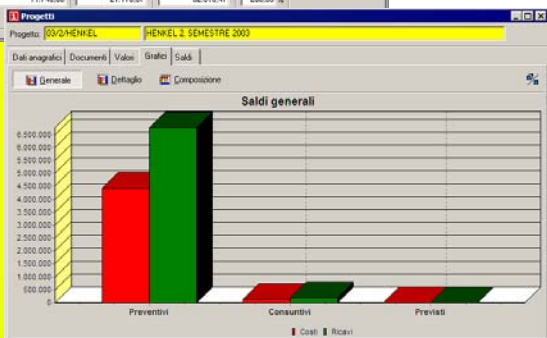 Progetti
Progetto: 03/2/HENKEL HENKEL 2. SEMESTRE 2003
Dati anagrafici Documenti Valori Grafici Saldi
Generale Dettaglio Composizione
Saldi generali
6.500.000
6.000.000
5.500.000
5.000.000
4.500.000
4.000.000
3.500.000
3.000.000
2.500.000
2.000.000
1.500.000
1.000.000
500.000
0
Preventivi Consuntivi Previsti
Costi Ricavi